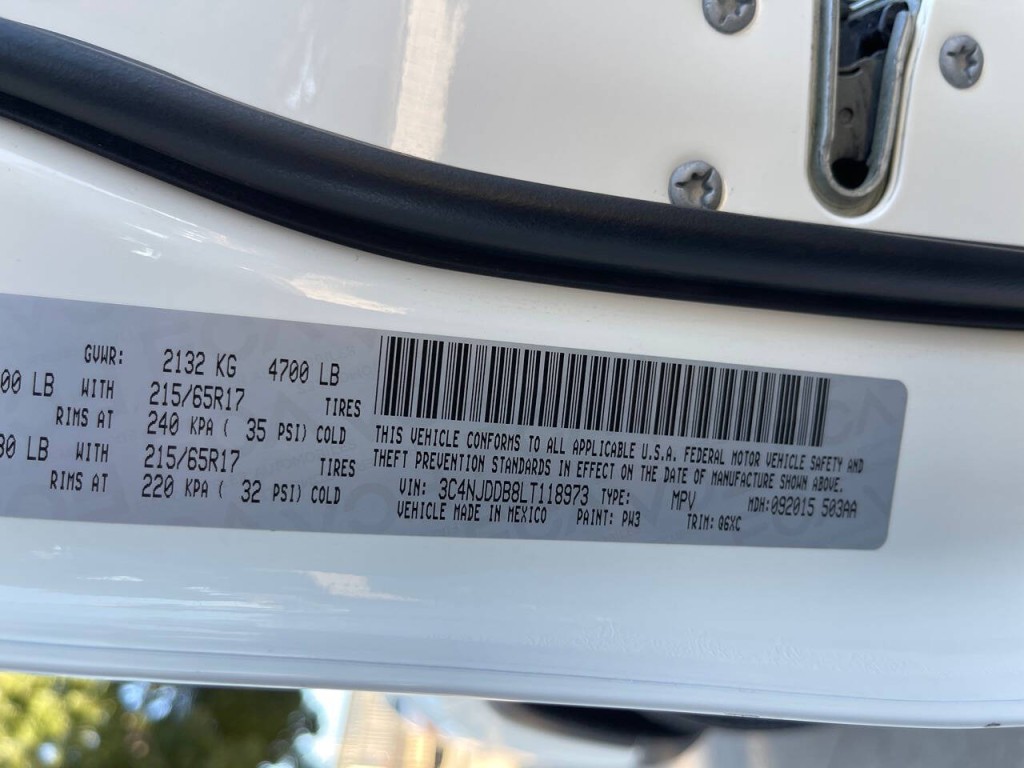 GVWR: 2132 KG 4700 LB
00 LB WITH 215/65R17 TIRES
RIMS AT 240 KPA ( 35 PSI) COLD
80 LB WITH 215/65R17 TIRES
RIMS AT 220 KPA ( 32 PSI) COLD
THIS VEHICLE CONFORMS TO ALL APPLICABLE U.S.A. FEDERAL MOTOR VEHICLE SAFETY AND
THEFT PREVENTION STANDARDS IN EFFECT ON THE DATE OF MANUFACTURE SHOWN ABOVE.
VIN: 3C4NJDDB8LT118973 TYPE: MPV MDH:092015 503AA
VEHICLE MADE IN MEXICO PAINT: PW3 TRIM: Q6XC